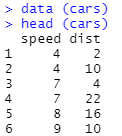 > data (cars)
> head (cars)
  speed dist
1     4    2
2     4   10
3     7    4
4     7   22
5     8   16
6     9   10